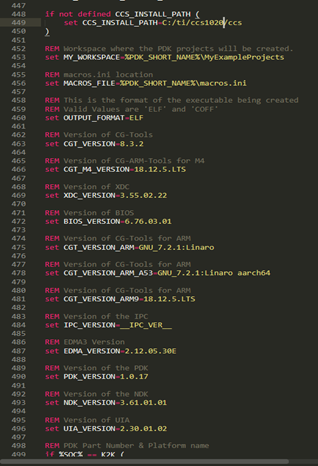 447
448 if not defined CCS_INSTALL_PATH (
449 set CCS_INSTALL_PATH=C:/ti/ccs1020/ccs
450 )
451
452 REM Workspace where the PDK projects will be created.
453 set MY_WORKSPACE=%PDK_SHORT_NAME%\MyExampleProjects
454
455 REM macros.ini location
456 set MACROS_FILE=%PDK_SHORT_NAME%\macros.ini
457
458 REM This is the format of the executable being created
459 REM Valid Values are 'ELF' and 'COFF'
460 set OUTPUT_FORMAT=ELF
461
462 REM Version of CG-Tools
463 set CGT_VERSION=8.3.2
464
465 REM Version of CG-ARM-Tools for M4
466 set CGT_M4_VERSION=18.12.5.LTS
467
468 REM Version of XDC
469 set XDC_VERSION=3.55.02.22
470
471 REM Version of BIOS
472 set BIOS_VERSION=6.76.03.01
473
474 REM Version of CG-Tools for ARM
475 set CGT_VERSION_ARM=GNU_7.2.1:Linaro
476
477 REM Version of CG-Tools for ARM
478 set CGT_VERSION_ARM_A53=GNU_7.2.1:Linaro aarch64
479
480 REM Version of CG-Tools for ARM
481 set CGT_VERSION_ARM9=18.12.5.LTS
482
483 REM Version of the IPC
484 set IPC_VERSION=__IPC_VER__
485
486 REM EDMA3 Version
487 set EDMA_VERSION=2.12.05.30E
488
489 REM Version of the PDK
490 set PDK_VERSION=1.0.17
491
492 REM Version of the NDK
493 set NDK_VERSION=3.61.01.01
494
495 REM Version of UIA
496 set UIA_VERSION=2.30.01.02
497
498 REM PDK Part Number & Platform name
499 if %SOC% == K2K (